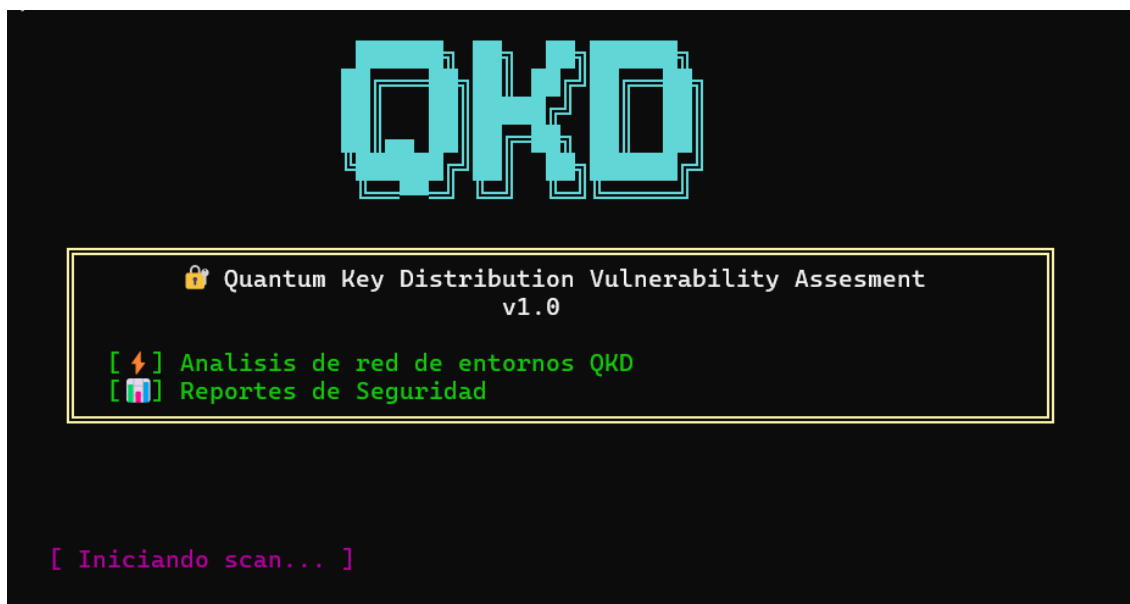 QKD
🔐 Quantum Key Distribution Vulnerability Assesment
v1.0
[⚡] Analisis de red de entornos QKD
[📊] Reportes de Seguridad
[ Iniciando scan... ]